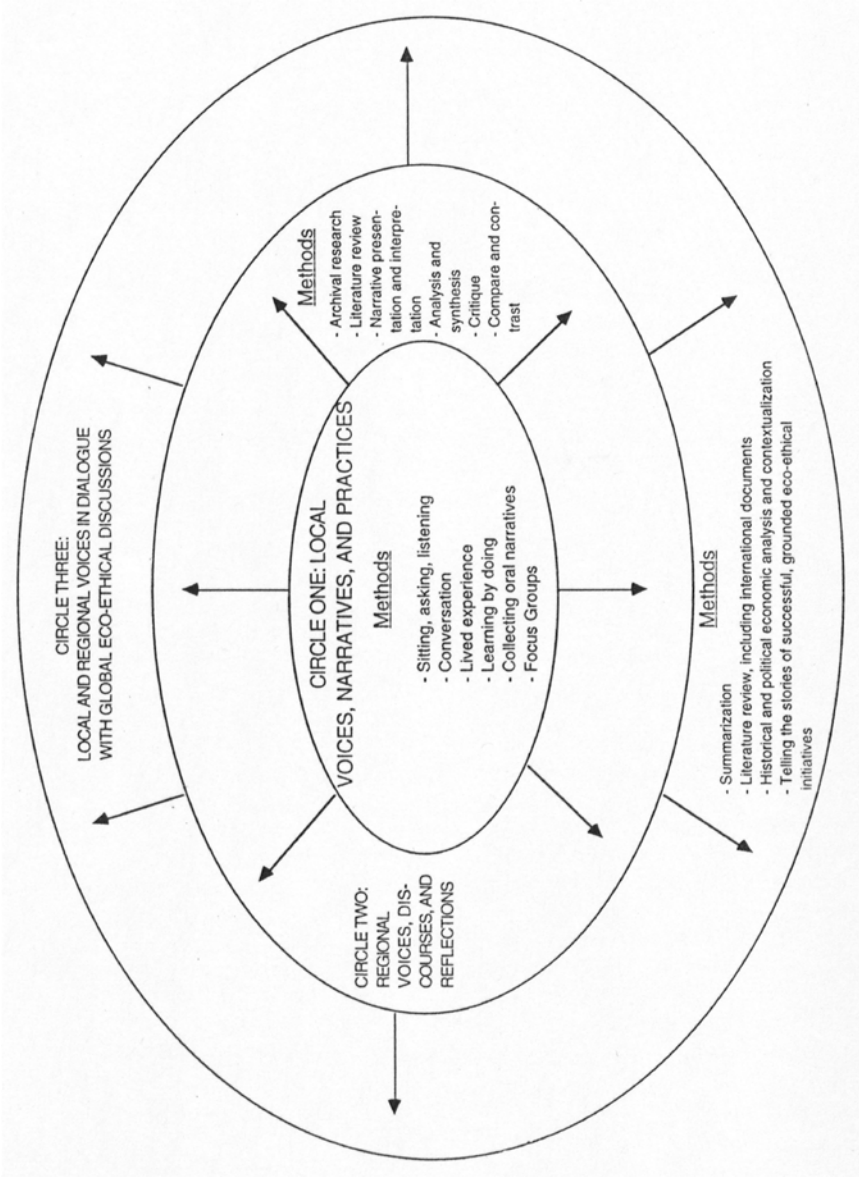 CIRCLE THREE:
LOCAL AND REGIONAL VOICES IN DIALOGUE
WITH GLOBAL ECO-ETHICAL DISCUSSIONS
CIRCLE TWO:
REGIONAL
VOICES, DIS-
COURSES, AND
REFLECTIONS
CIRCLE ONE: LOCAL
VOICES, NARRATIVES, AND PRACTICES
Methods
- Sitting, asking, listening
- Conversation
- Lived experience
- Learning by doing
- Collecting oral narratives
- Focus Groups
Methods
- Archival research
- Literature review
- Narrative presen-
tation and interpre-
tation
- Analysis and
synthesis
- Critique
- Compare and con-
trast
Methods
- Summarization
- Literature review, including international documents
- Historical and political economic analysis and contextualization
- Telling the stories of successful, grounded eco-ethical
initiatives